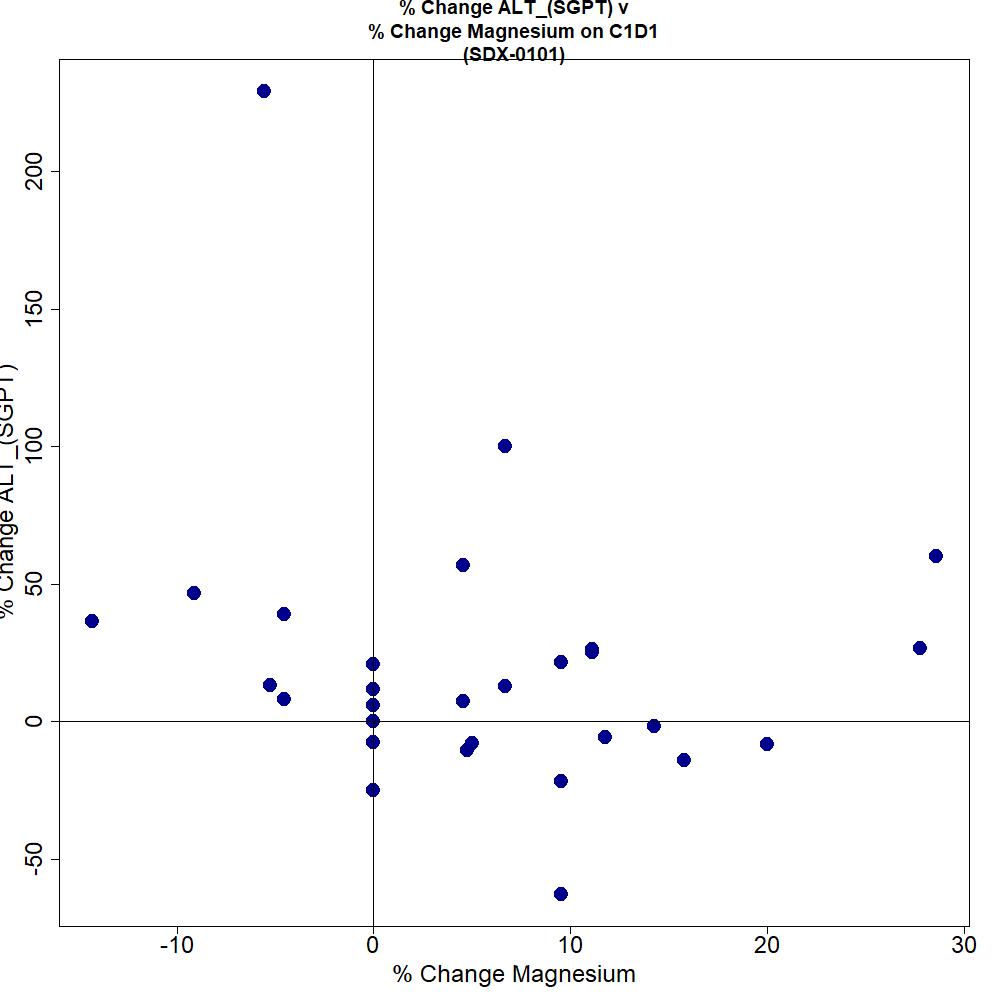 % Change ALT_(SGPT) v
% Change Magnesium on C1D1
(SDX-0101)
% Change ALT_(SGPT)
200
150
100
50
0
-50
-10
0
10
20
30
% Change Magnesium